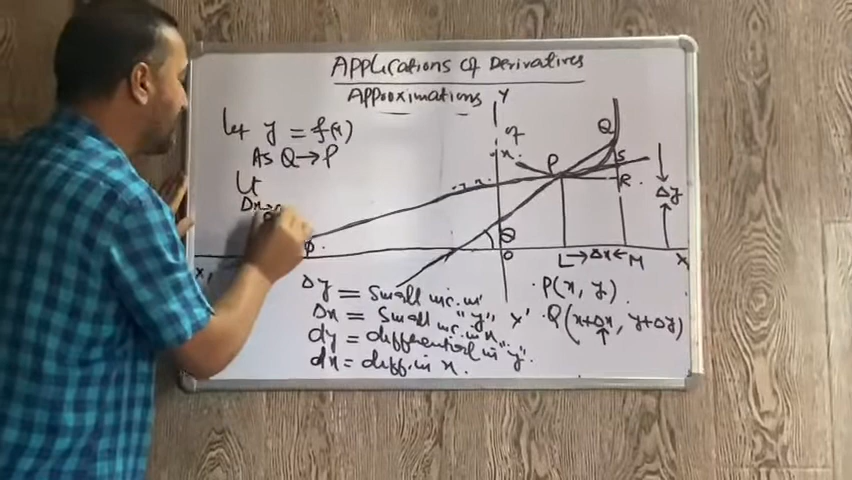 Applications of Derivatives
Approximations
Let y = f(x)
As Q→P
Lt
Δx→0
Y
Q
P
S
R
Δy
θ
O
L→Δx←M
X
X'
Y'
φ
Δy = Small inc. in "y"
Δx = Small inc. in x"
dy = differential in "y".
dx = diff. in x.
P(x, y)
Q(x+Δx, y+Δy)